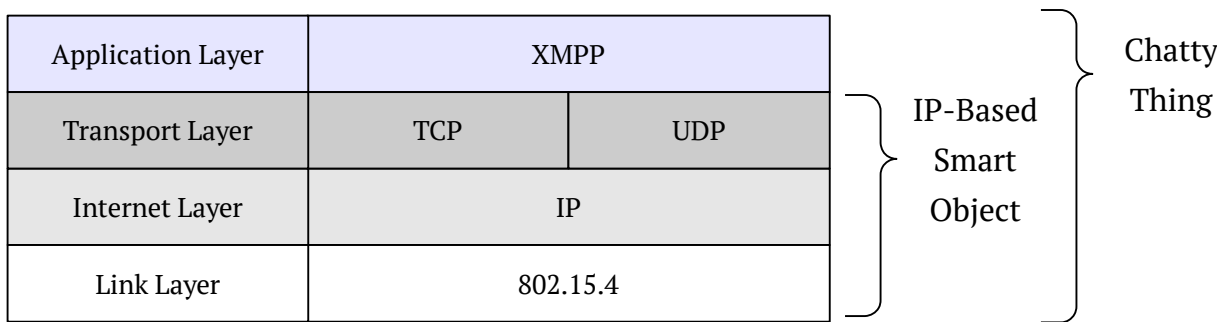 Application Layer XMPP
Transport Layer TCP UDP
Internet Layer IP
Link Layer 802.15.4
IP-Based
Smart
Object
Chatty
Thing